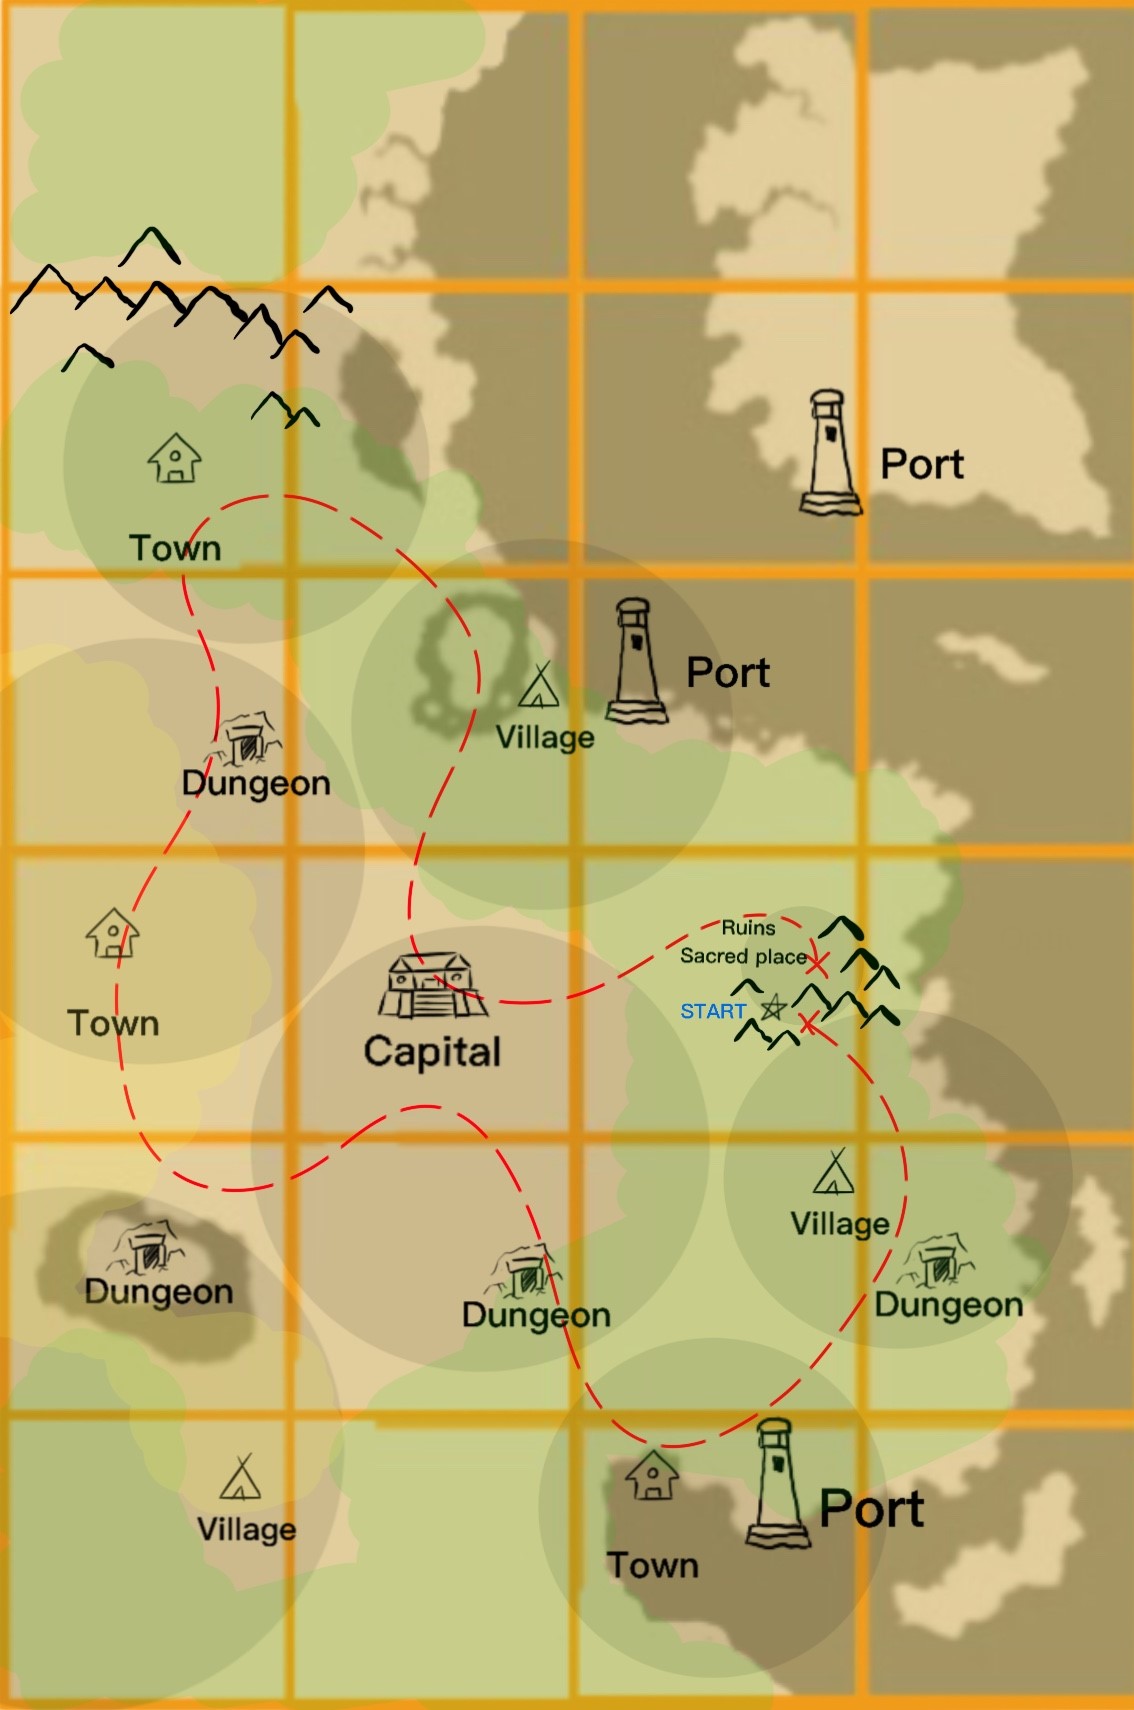 Port
Town
Port
Village
Dungeon
Ruins
Sacred place
START
Town
Capital
Village
Dungeon
Dungeon
Dungeon
Port
Village
Town